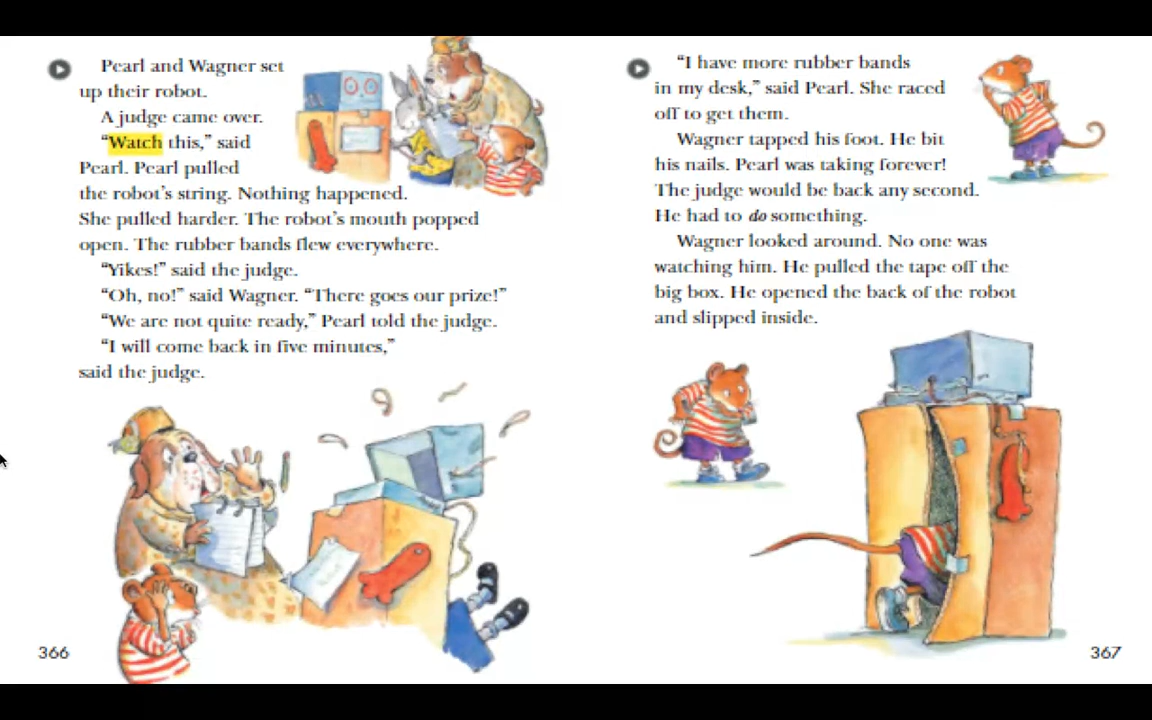 Pearl and Wagner set
up their robot.
A judge came over.
“Watch this,” said
Pearl. Pearl pulled
the robot’s string. Nothing happened.
She pulled harder. The robot’s mouth popped
open. The rubber bands flew everywhere.
“Yikes!” said the judge.
“Oh, no!” said Wagner. “There goes our prize!”
“We are not quite ready,” Pearl told the judge.
“I will come back in five minutes,”
said the judge.
366
“I have more rubber bands
in my desk,” said Pearl. She raced
off to get them.
Wagner tapped his foot. He bit
his nails. Pearl was taking forever!
The judge would be back any second.
He had to do something.
Wagner looked around. No one was
watching him. He pulled the tape off the
big box. He opened the back of the robot
and slipped inside.
367